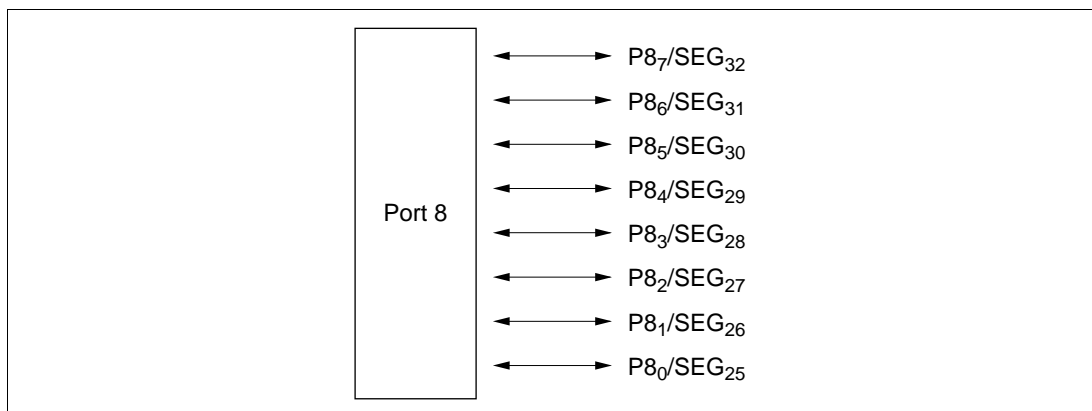 P8₇/SEG₃₂
P8₆/SEG₃₁
P8₅/SEG₃₀
P8₄/SEG₂₉
Port 8
P8₃/SEG₂₈
P8₂/SEG₂₇
P8₁/SEG₂₆
P8₀/SEG₂₅